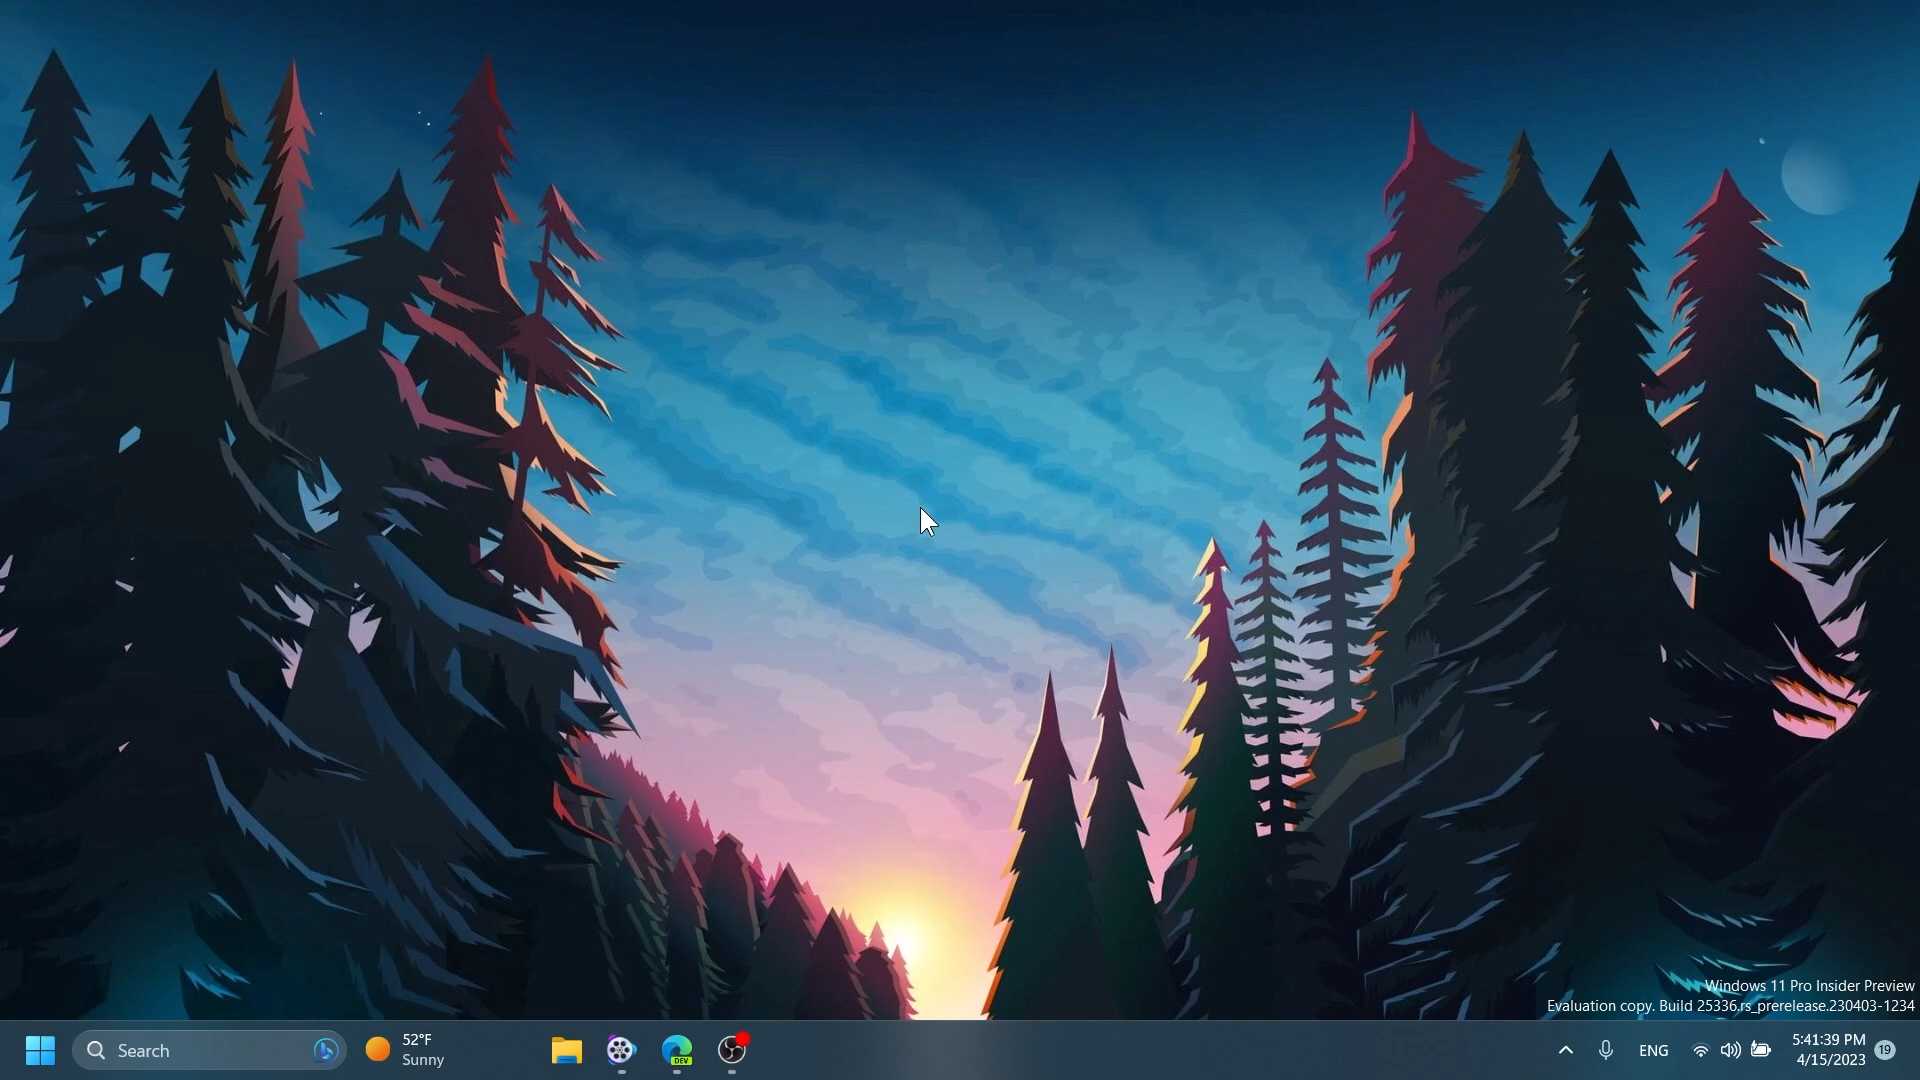 Windows 11 Pro Insider Preview
Evaluation copy. Build 25336.rs_prerelease.230403-1234
Search
52°F
Sunny
DEV
ENG
5:41:39 PM
4/15/2023
19